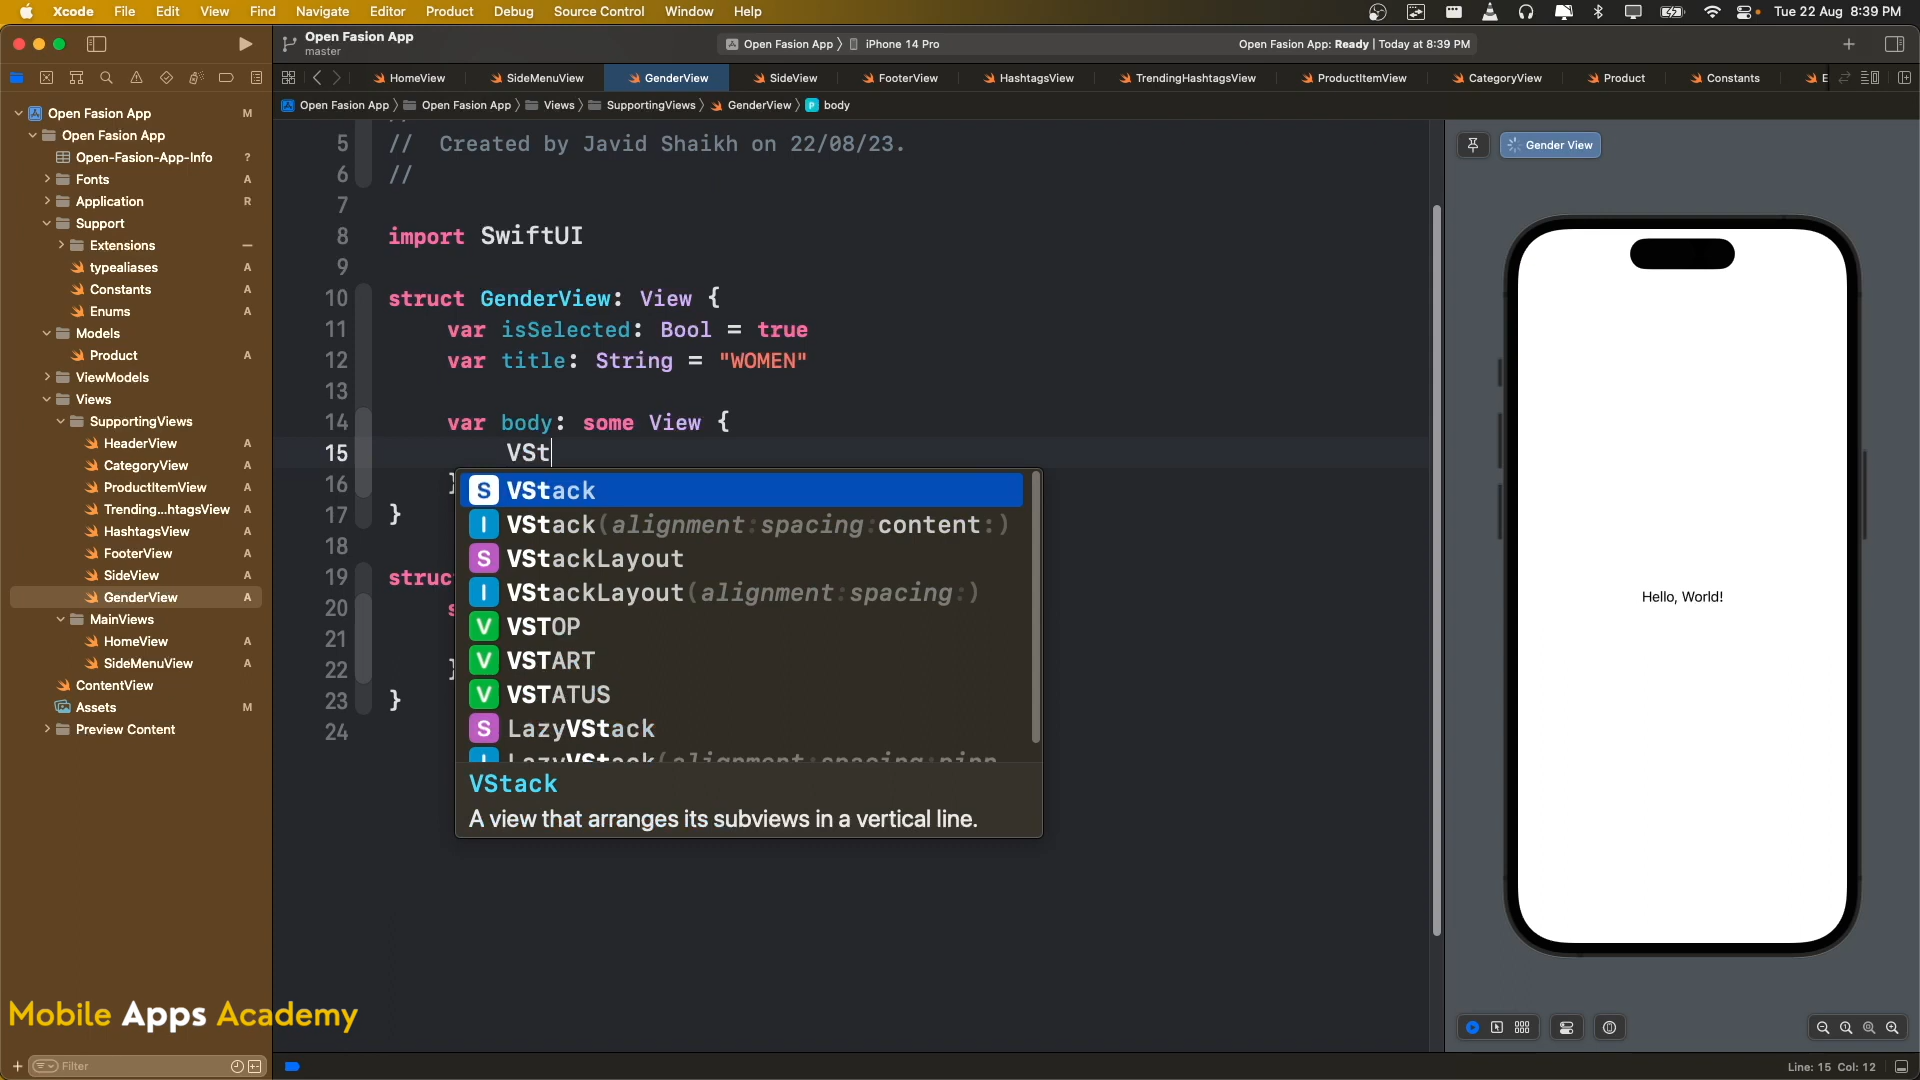 Xcode File Edit View Find Navigate Editor Product Debug Source Control Window Help Tue 22 Aug 8:39 PM
Open Fasion App
master
Open Fasion App iPhone 14 Pro Open Fasion App: Ready | Today at 8:39 PM
HomeView SideMenuView GenderView SideView FooterView HashtagsView TrendingHashtagsView ProductItemView CategoryView Product Constants E
Open Fasion App Open Fasion App Views SupportingViews GenderView P body
Open Fasion App M
Open Fasion App
Open-Fasion-App-Info ?
Fonts A
Application R
Support
Extensions
typealiases A
Constants A
Enums A
Models
Product A
ViewModels
Views
SupportingViews
HeaderView A
CategoryView A
ProductItemView A
Trending...htagsView A
HashtagsView A
FooterView A
SideView A
GenderView A
MainViews
HomeView A
SideMenuView A
ContentView
Assets M
Preview Content
5 // Created by Javid Shaikh on 22/08/23.
6 //
7
8 import SwiftUI
9
10 struct GenderView: View {
11 var isSelected: Bool = true
12 var title: String = "WOMEN"
13
14 var body: some View {
15 VSt
16 }
17 }
18
19 struc
20 s
21
22 }
23 }
24
S VStack
I VStack(alignment:spacing:content:)
S VStackLayout
I VStackLayout(alignment:spacing:)
V VSTOP
V VSTART
V VSTATUS
S LazyVStack
VStack
A view that arranges its subviews in a vertical line.
Gender View
Hello, World!
Mobile Apps Academy
Filter
Line: 15 Col: 12